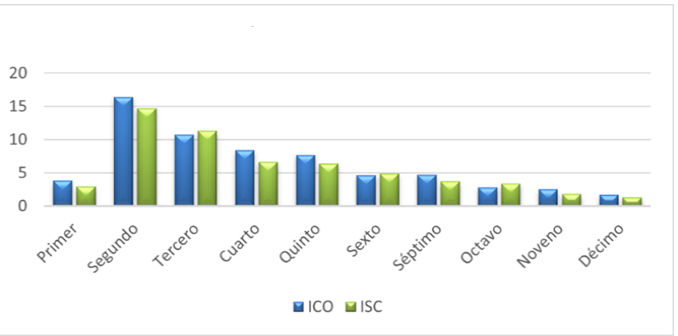 20
15
10
5
0
Primer Segundo Tercero Cuarto Quinto Sexto Séptimo Octavo Noveno Décimo
ICO ISC